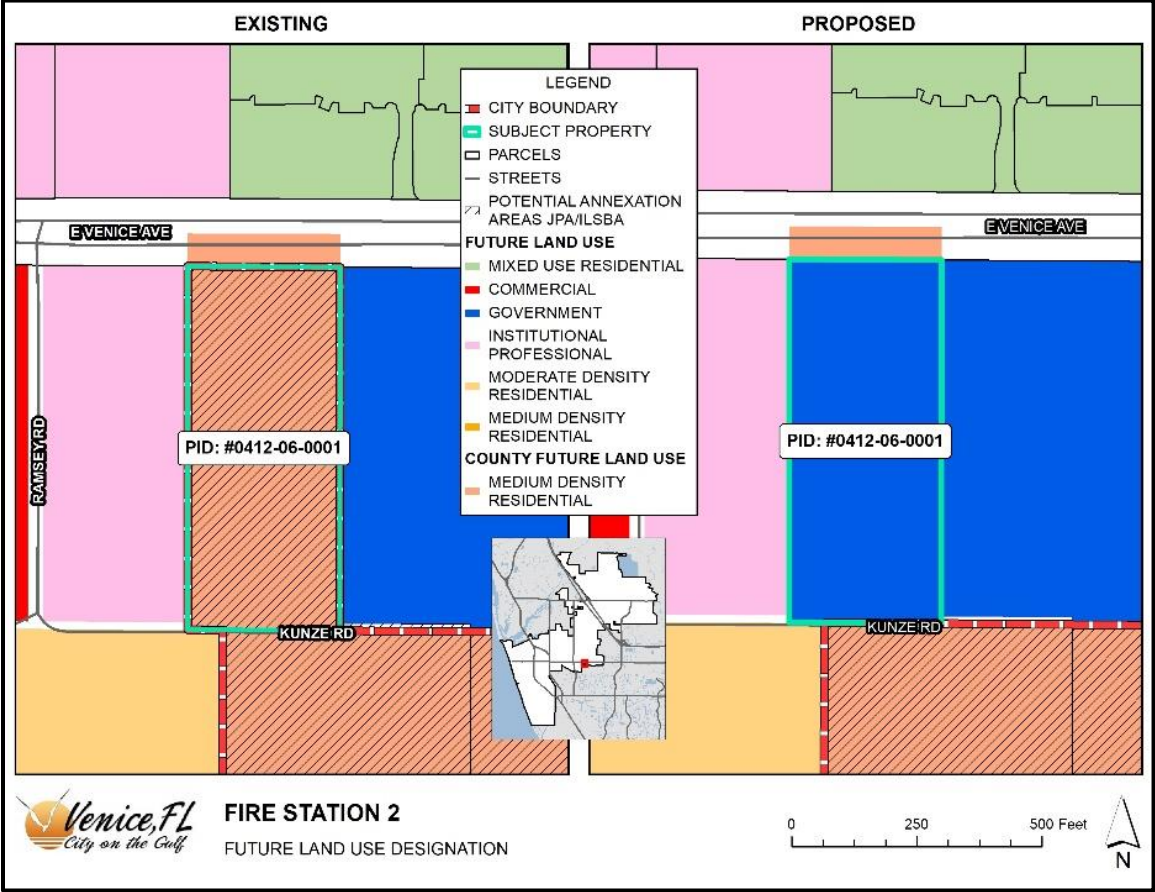 EXISTING
PROPOSED
LEGEND
CITY BOUNDARY
SUBJECT PROPERTY
PARCELS
STREETS
POTENTIAL ANNEXATION
AREAS JPA/ILSBA
FUTURE LAND USE
MIXED USE RESIDENTIAL
COMMERCIAL
GOVERNMENT
INSTITUTIONAL
PROFESSIONAL
MODERATE DENSITY
RESIDENTIAL
MEDIUM DENSITY
RESIDENTIAL
COUNTY FUTURE LAND USE
MEDIUM DENSITY
RESIDENTIAL
E VENICE AVE
E VENICE AVE
RAMSEY RD
PID: #0412-06-0001
PID: #0412-06-0001
KUNZE RD
KUNZE RD
Venice, FL
City on the Gulf
FIRE STATION 2
FUTURE LAND USE DESIGNATION
0 250 500 Feet
N